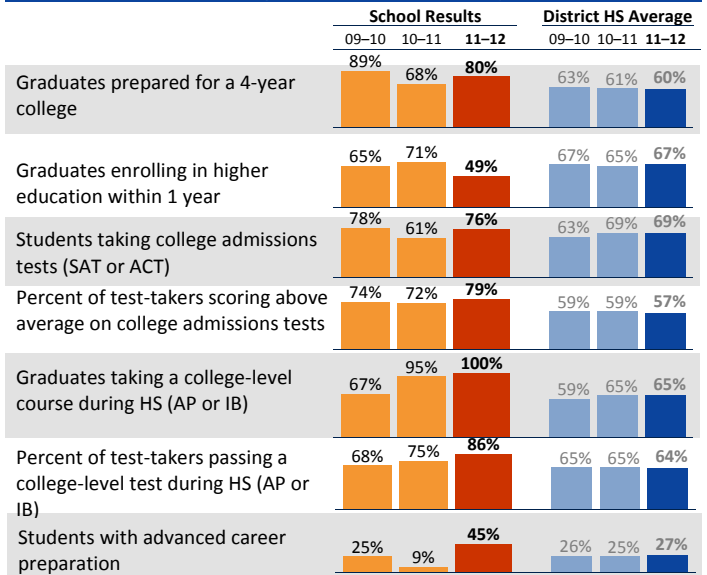 School Results District HS Average
09–10 10–11 11–12 09–10 10–11 11–12
Graduates prepared for a 4-year
college
89% 68% 80% 63% 61% 60%
Graduates enrolling in higher
education within 1 year
65% 71% 49% 67% 65% 67%
Students taking college admissions
tests (SAT or ACT)
78% 61% 76% 63% 69% 69%
Percent of test-takers scoring above
average on college admissions tests
74% 72% 79% 59% 59% 57%
Graduates taking a college-level
course during HS (AP or IB)
67% 95% 100% 59% 65% 65%
Percent of test-takers passing a
college-level test during HS (AP or
IB)
68% 75% 86% 65% 65% 64%
Students with advanced career
preparation
25% 9% 45% 26% 25% 27%